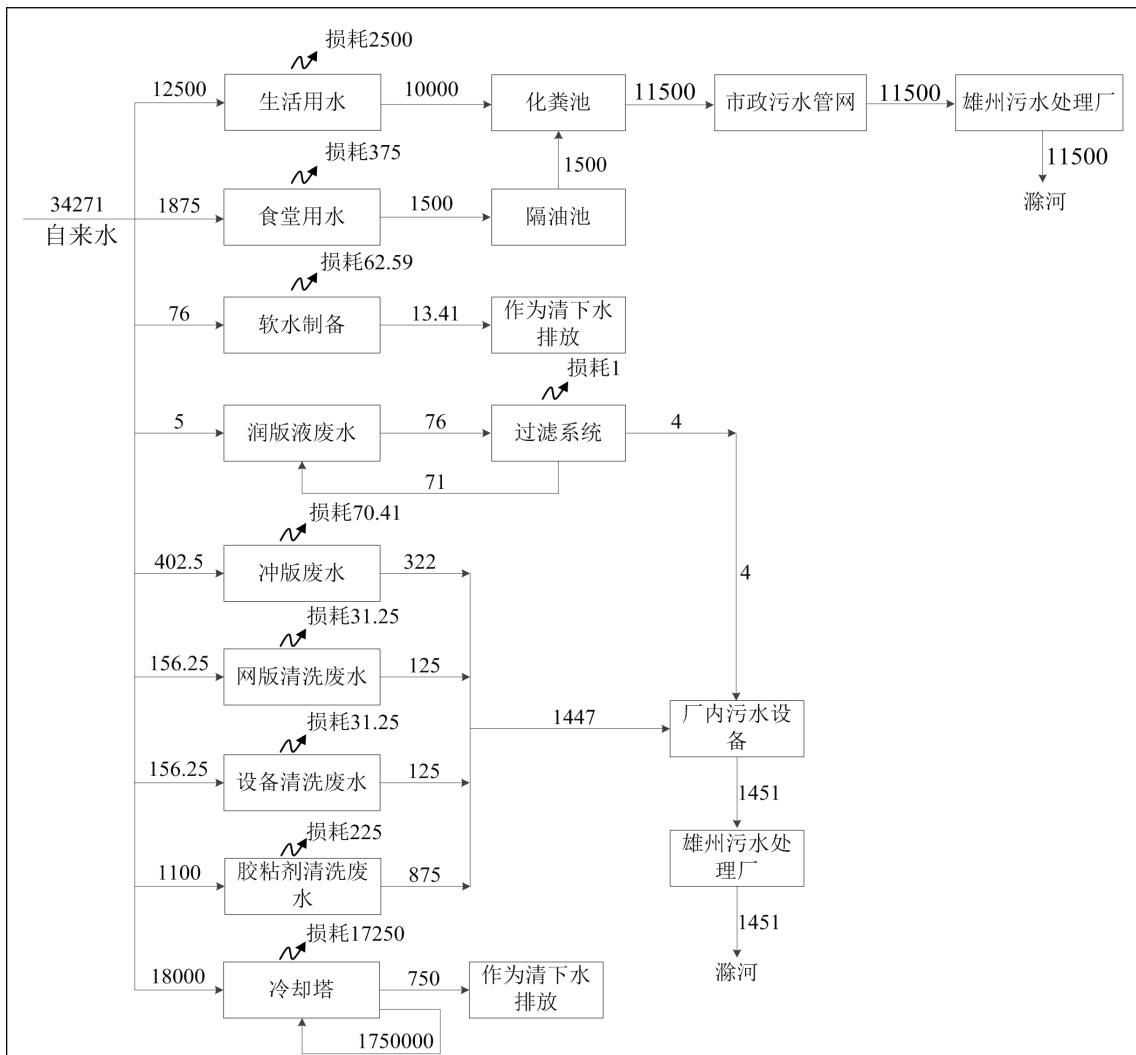 损耗2500
12500
生活用水
10000
化粪池
11500
市政污水管网
11500
雄州污水处理厂
11500
滁河
1500
损耗375
34271
自来水
1875
食堂用水
1500
隔油池
损耗62.59
76
软水制备
13.41
作为清下水
排放
损耗1
5
润版液废水
76
过滤系统
4
71
4
损耗70.41
402.5
冲版废水
322
损耗31.25
156.25
网版清洗废水
125
1447
厂内污水设
备
损耗31.25
156.25
设备清洗废水
125
1451
雄州污水处
理厂
损耗225
1100
胶粘剂清洗废
水
875
1451
滁河
损耗17250
18000
冷却塔
750
作为清下水
排放
1750000